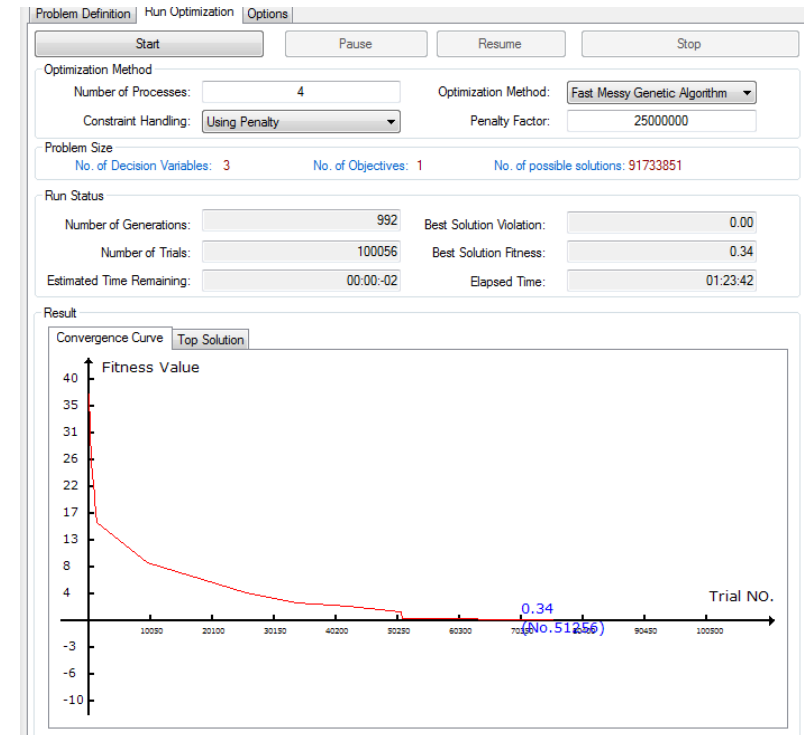 Problem Definition Run Optimization Options
Start Pause Resume Stop
Optimization Method
Number of Processes: 4 Optimization Method: Fast Messy Genetic Algorithm
Constraint Handling: Using Penalty Penalty Factor: 25000000
Problem Size
No. of Decision Variables: 3 No. of Objectives: 1 No. of possible solutions: 91733851
Run Status
Number of Generations: 992 Best Solution Violation: 0.00
Number of Trials: 100056 Best Solution Fitness: 0.34
Estimated Time Remaining: 00:00:-02 Elapsed Time: 01:23:42
Result
Convergence Curve Top Solution
Fitness Value
40
35
31
26
22
17
13
8
4
Trial NO.
0.34
(No.51256)
10050 20100 30150 40200 50250 60300 90450 100500
-3
-6
-10